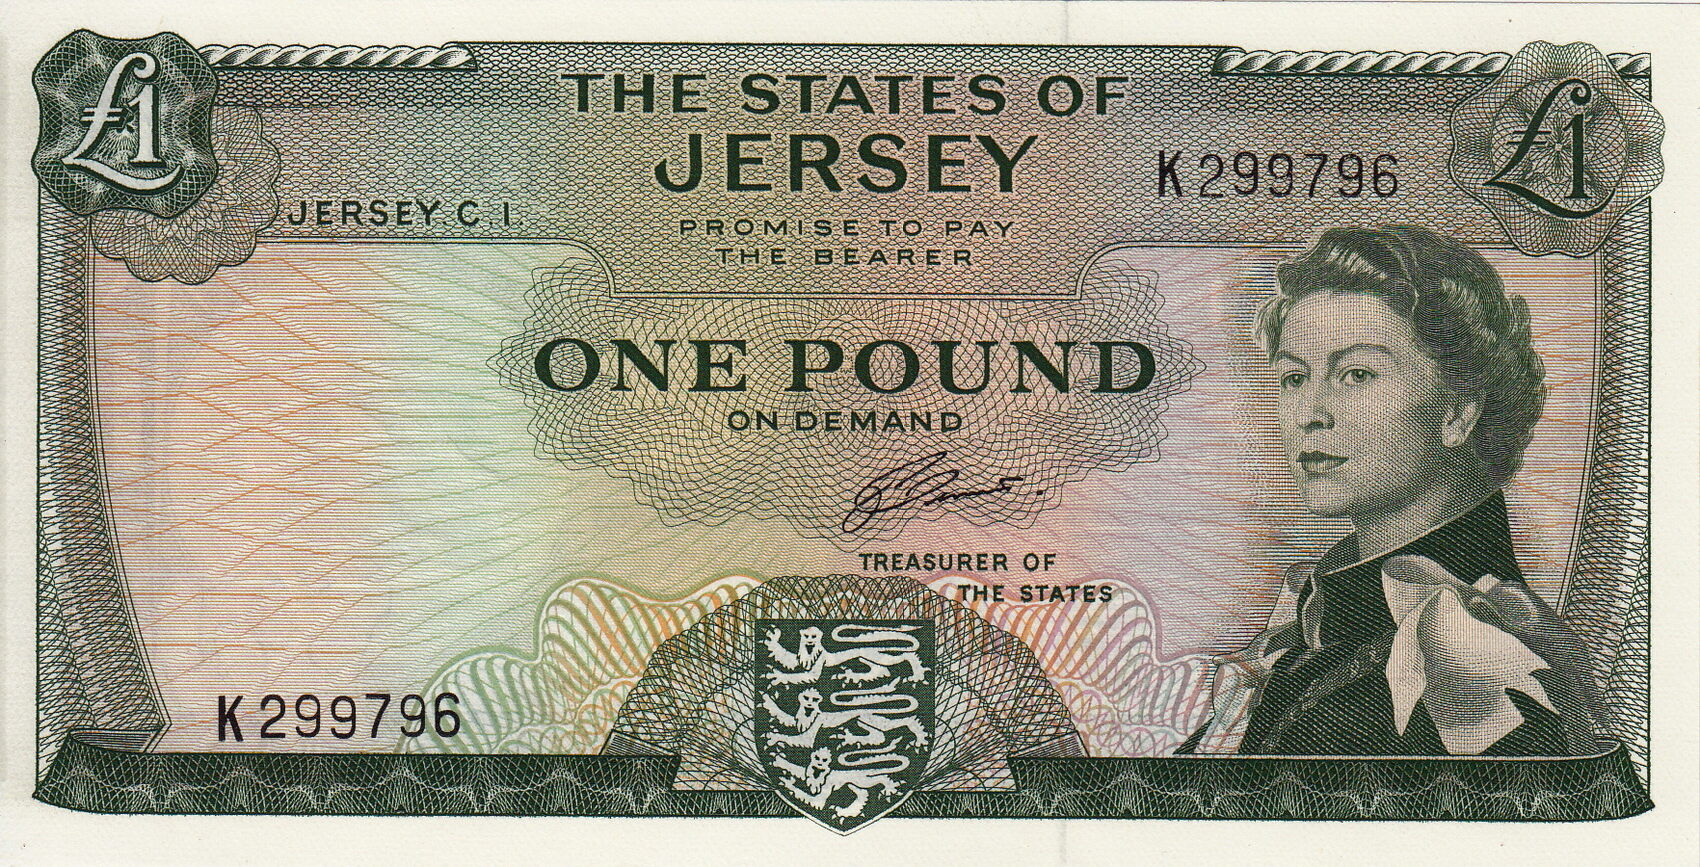 £1
THE STATES OF
JERSEY
£1
K299796
JERSEY. C. I.
PROMISE TO PAY
THE BEARER
ONE POUND
ON DEMAND
TREASURER OF
THE STATES
K299796